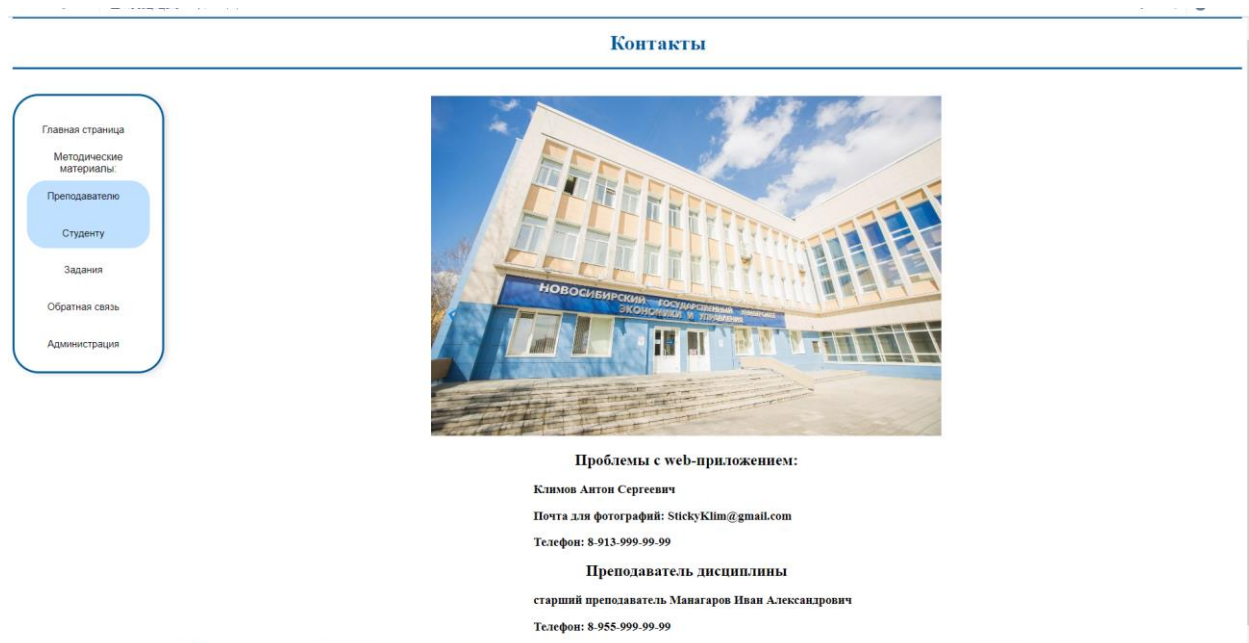 Контакты
Главная страница
Методические
материалы:
Преподавателю
Студенту
Задания
Обратная связь
Администрация
НОВОСИБИРСКИЙ ГОСУДАРСТВЕННЫЙ УНИВЕРСИТЕТ
ЭКОНОМИКИ И УПРАВЛЕНИЯ
Проблемы с web-приложением:
Климов Антон Сергеевич
Почта для фотографий: StickyKlim@gmail.com
Телефон: 8-913-999-99-99
Преподаватель дисциплины
старший преподаватель Манагаров Иван Александрович
Телефон: 8-955-999-99-99